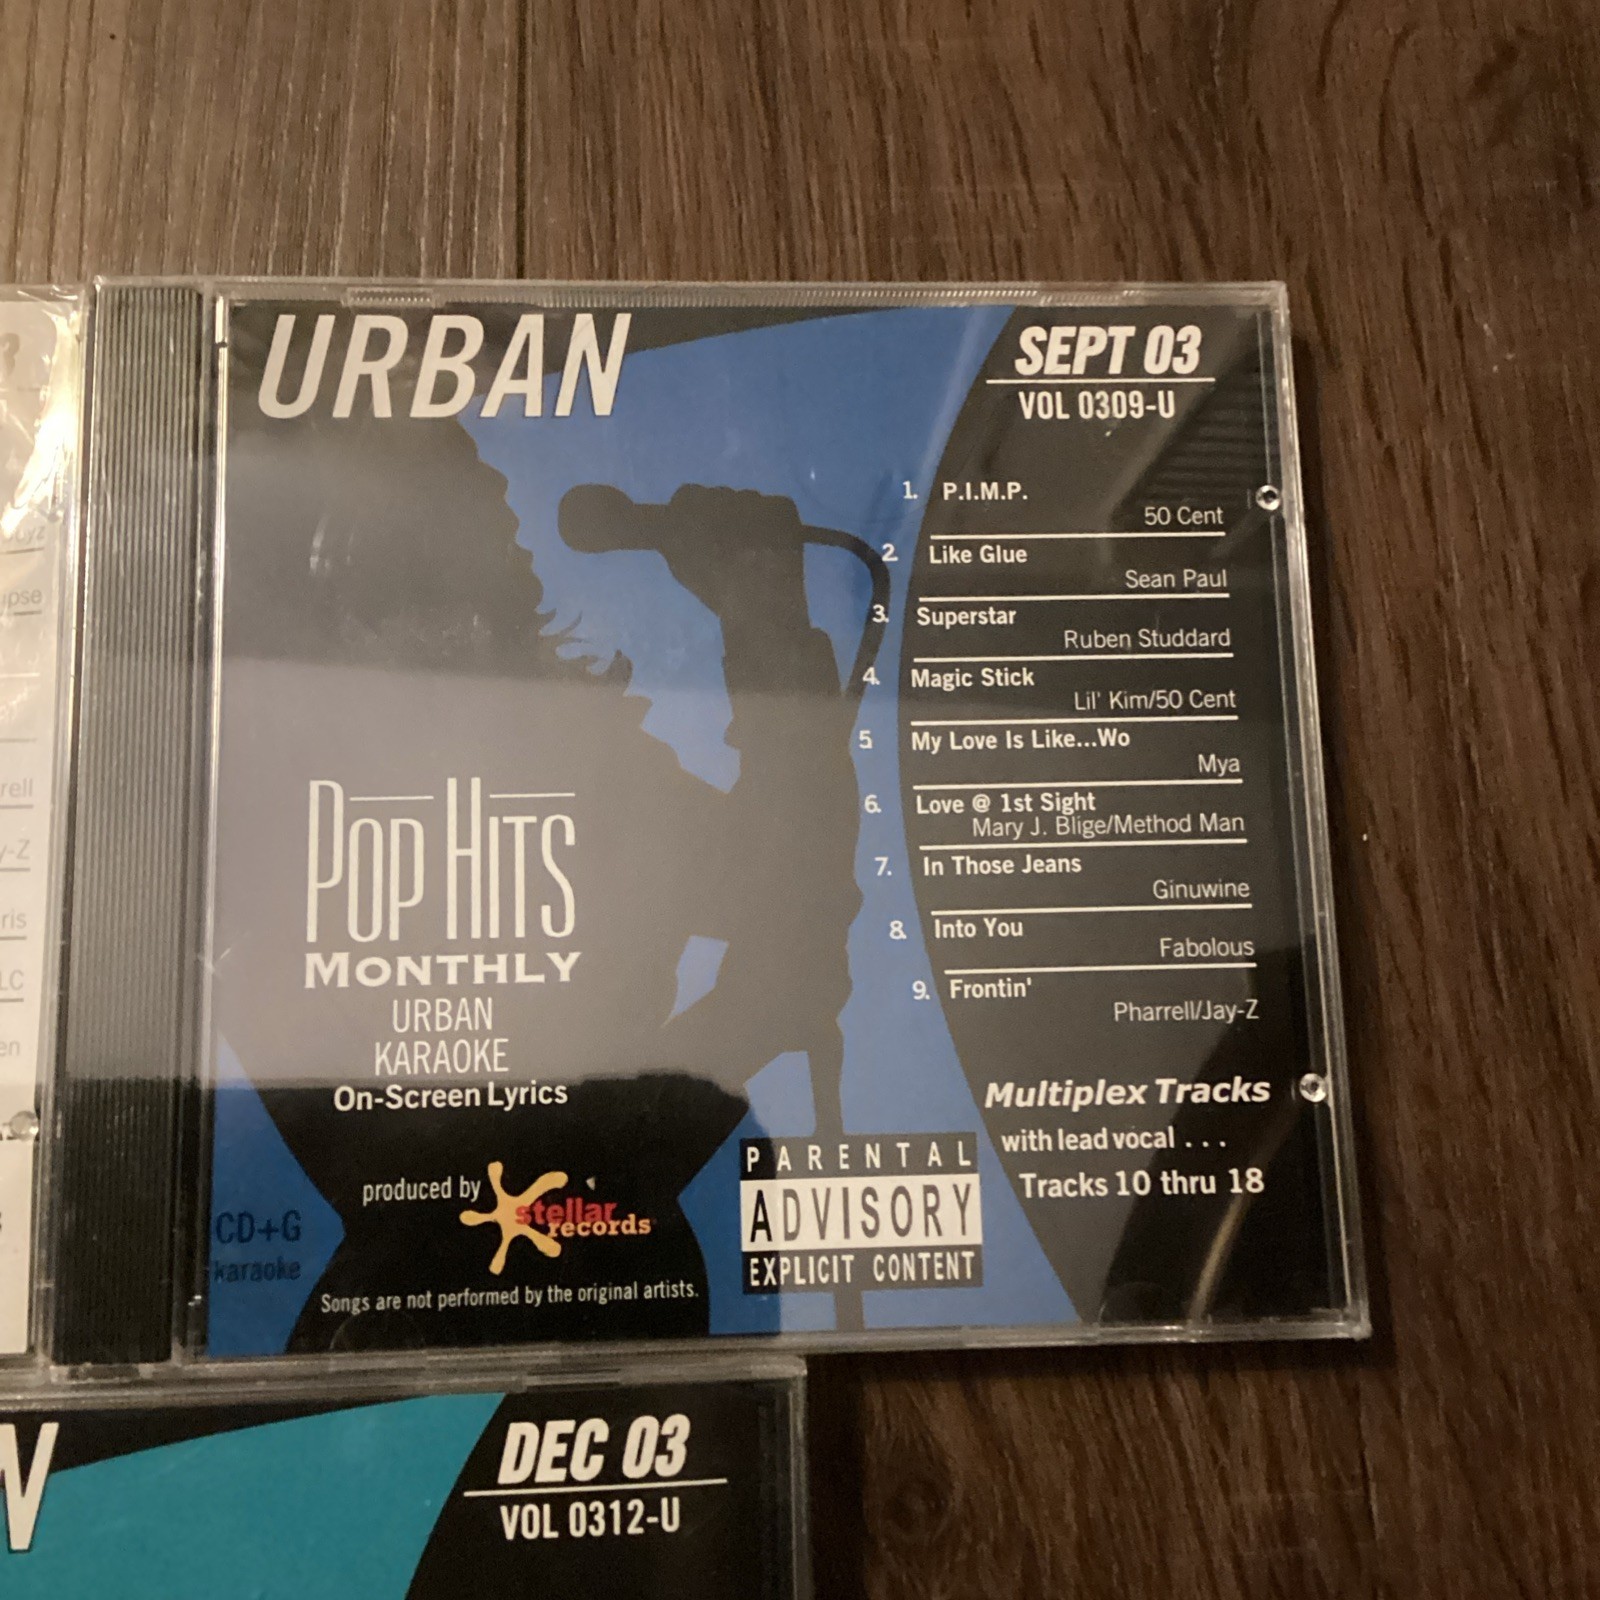 URBAN
SEPT 03
VOL 0309-U
1. P.I.M.P.
50 Cent
2 Like Glue
Sean Paul
3. Superstar
Ruben Studdard
4. Magic Stick
Lil' Kim/50 Cent
5 My Love Is Like...Wo
Mya
6. Love @ 1st Sight
Mary J. Blige/Method Man
7. In Those Jeans
Ginuwine
8. Into You
Fabolous
9. Frontin'
Pharrell/Jay-Z
Multiplex Tracks
with lead vocal . . .
Tracks 10 thru 18
POP HITS
MONTHLY
URBAN
KARAOKE
On-Screen Lyrics
produced by
stellar
records
CD+G
karaoke
Songs are not performed by the original artists.
PARENTAL
ADVISORY
EXPLICIT CONTENT
DEC 03
VOL 0312-U